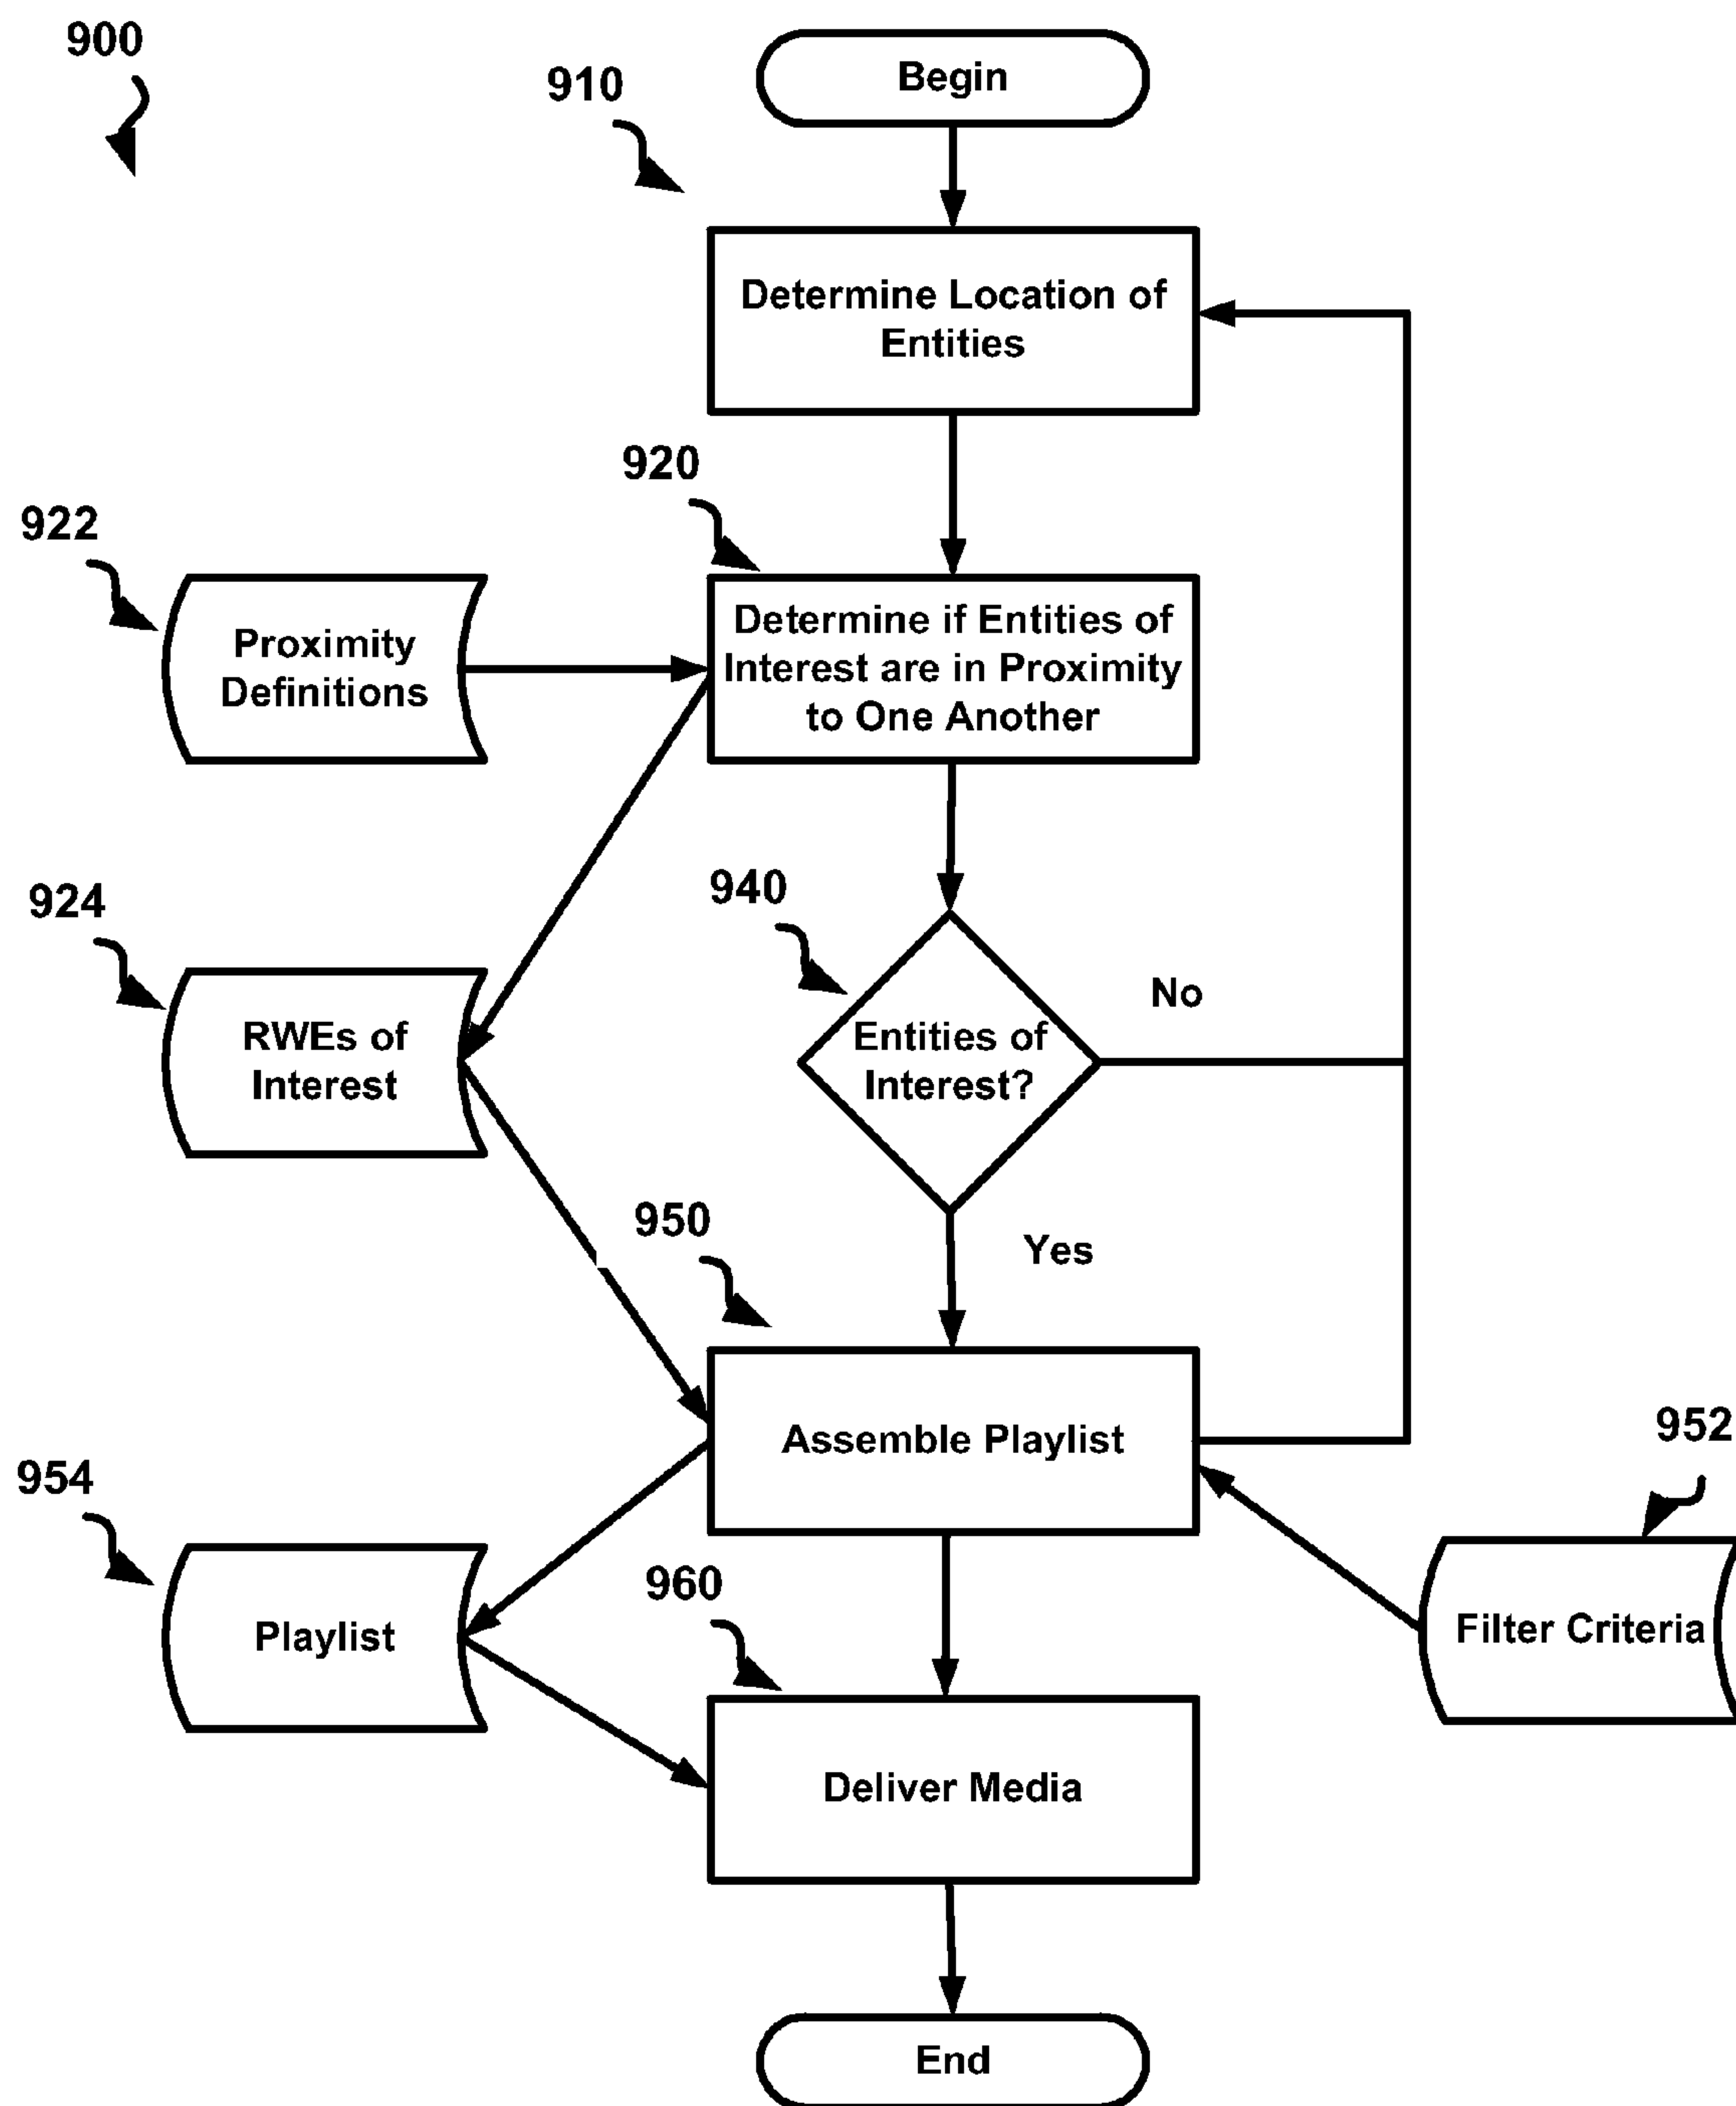 900
910
Begin
Determine Location of
Entities
920
922
Proximity
Definitions
Determine if Entities of
Interest are in Proximity
to One Another
924
RWEs of
Interest
940
Entities of
Interest?
No
Yes
950
Assemble Playlist
952
Filter Criteria
954
Playlist
960
Deliver Media
End